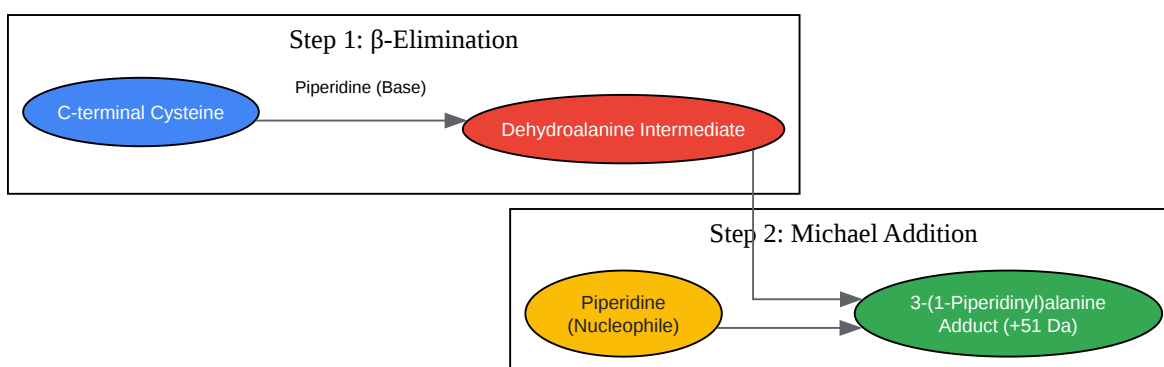 Step 1: β-Elimination
Piperidine (Base)
C-terminal Cysteine
Dehydroalanine Intermediate
Step 2: Michael Addition
Piperidine
(Nucleophile)
3-(1-Piperidinyl)alanine
Adduct (+51 Da)